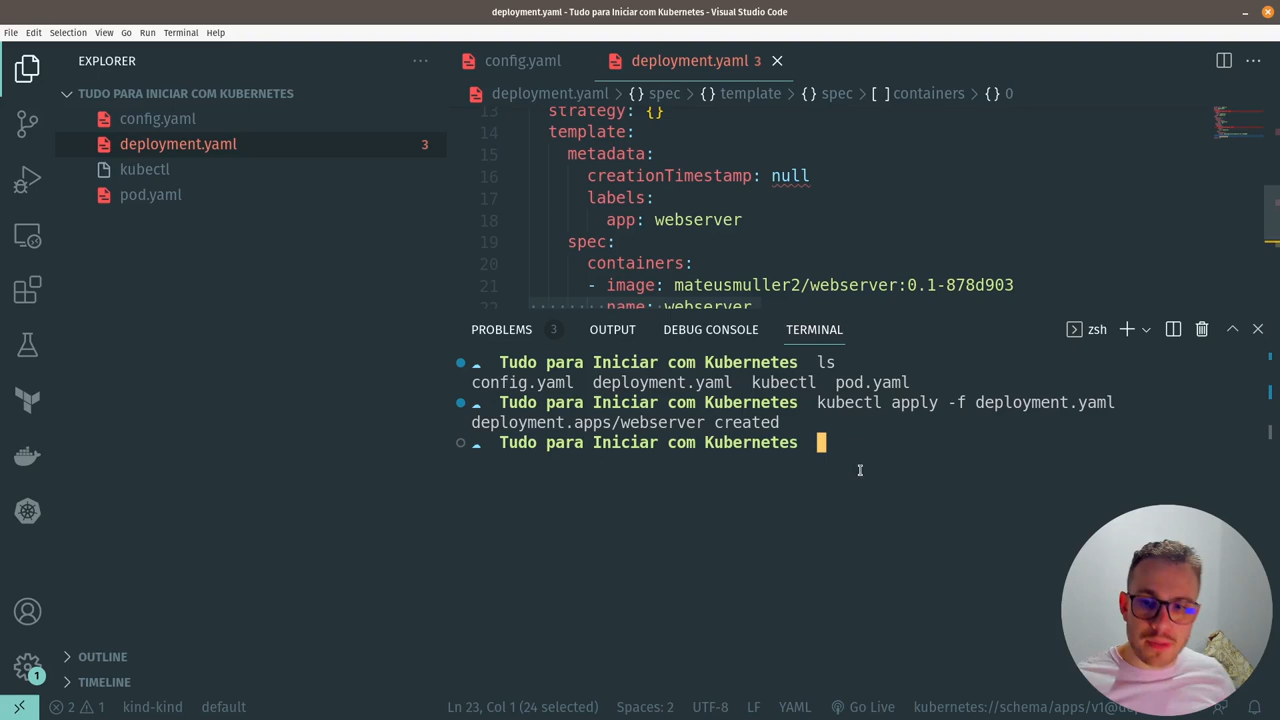 deployment.yaml - Tudo para Iniciar com Kubernetes - Visual Studio Code
File Edit Selection View Go Run Terminal Help
EXPLORER
TUDO PARA INICIAR COM KUBERNETES
config.yaml
deployment.yaml 3
kubectl
pod.yaml
OUTLINE
TIMELINE
1
config.yaml deployment.yaml 3
deployment.yaml > {} spec > {} template > {} spec > [ ] containers > {} 0
13 strategy: {}
14 template:
15 metadata:
16 creationTimestamp: null
17 labels:
18 app: webserver
19 spec:
20 containers:
21 - image: mateusmuller2/webserver:0.1-878d903
22 name: webserver
PROBLEMS 3 OUTPUT DEBUG CONSOLE TERMINAL zsh
Tudo para Iniciar com Kubernetes ls
config.yaml deployment.yaml kubectl pod.yaml
Tudo para Iniciar com Kubernetes kubectl apply -f deployment.yaml
deployment.apps/webserver created
Tudo para Iniciar com Kubernetes
2 1 kind-kind default Ln 23, Col 1 (24 selected) Spaces: 2 UTF-8 LF YAML Go Live kubernetes://schema/apps/v1@de